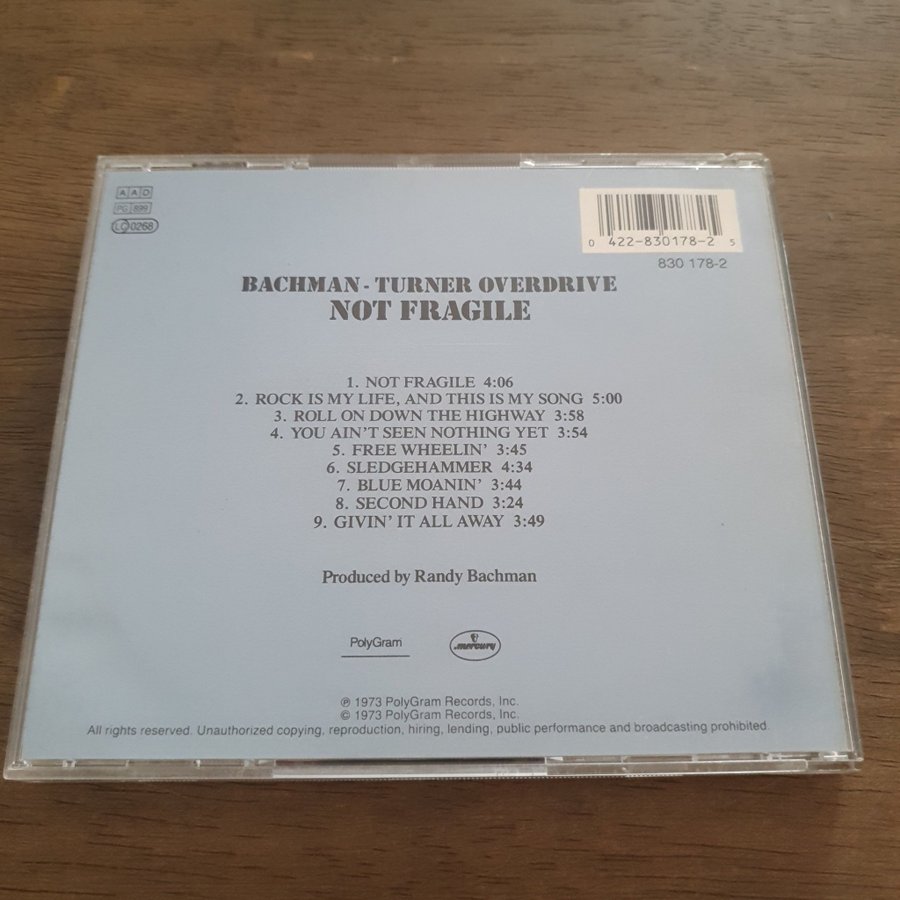 AAD
PG 899
LC 0268
0 422-830178-2 5
830 178-2
BACHMAN - TURNER OVERDRIVE
NOT FRAGILE
1. NOT FRAGILE 4:06
2. ROCK IS MY LIFE, AND THIS IS MY SONG 5:00
3. ROLL ON DOWN THE HIGHWAY 3:58
4. YOU AIN'T SEEN NOTHING YET 3:54
5. FREE WHEELIN' 3:45
6. SLEDGEHAMMER 4:34
7. BLUE MOANIN' 3:44
8. SECOND HAND 3:24
9. GIVIN' IT ALL AWAY 3:49
Produced by Randy Bachman
PolyGram mercury
℗ 1973 PolyGram Records, Inc.
© 1973 PolyGram Records, Inc.
All rights reserved. Unauthorized copying, reproduction, hiring, lending, public performance and broadcasting prohibited.